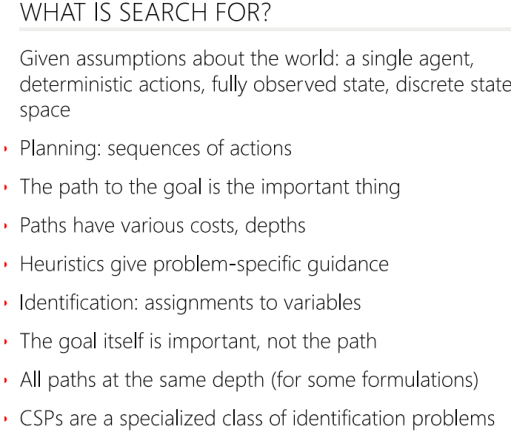 WHAT IS SEARCH FOR?
Given assumptions about the world: a single agent,
deterministic actions, fully observed state, discrete state
space
Planning: sequences of actions
The path to the goal is the important thing
Paths have various costs, depths
Heuristics give problem-specific guidance
Identification: assignments to variables
The goal itself is important, not the path
All paths at the same depth (for some formulations)
CSPs are a specialized class of identification problems